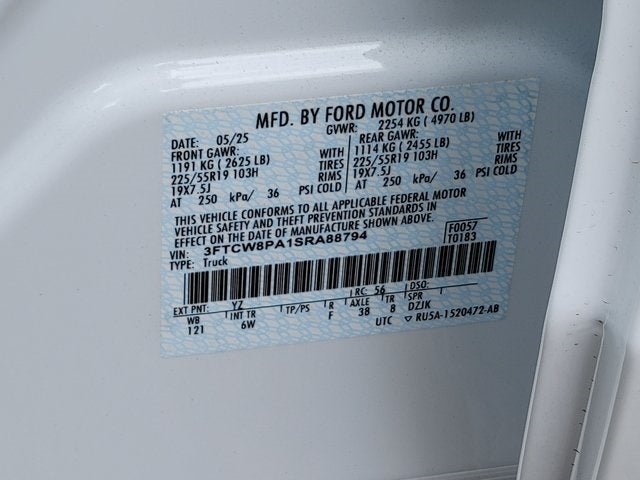 MFD. BY FORD MOTOR CO.
DATE: 05/25 GVWR: 2254 KG ( 4970 LB)
FRONT GAWR: REAR GAWR:
1191 KG ( 2625 LB) WITH 1114 KG ( 2455 LB) WITH
225/55R19 103H TIRES 225/55R19 103H TIRES
19X7.5J RIMS 19X7.5J RIMS
AT 250 kPa/ 36 PSI COLD AT 250 kPa/ 36 PSI COLD
THIS VEHICLE CONFORMS TO ALL APPLICABLE FEDERAL MOTOR
VEHICLE SAFETY AND THEFT PREVENTION STANDARDS IN
EFFECT ON THE DATE OF MANUFACTURE SHOWN ABOVE.
VIN: 3FTCW8PA1SRA88794 F0057
TYPE: Truck T0183
EXT PNT: YZ RC: 56 DSO:
WB INT TR TP/PS R AXLE TR SPR
121 6W F 38 8 DZJK
UTC ▽ RU5A-1520472-AB